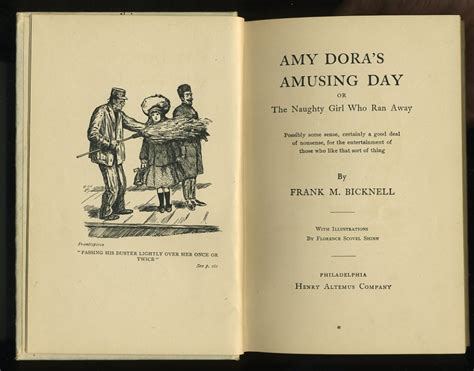 Frontispiece
"PASSING HIS DUSTER LIGHTLY OVER HER ONCE OR
TWICE"
See p.
AMY DORA'S
AMUSING DAY
OR
The Naughty Girl Who Ran Away
Possibly some sense, certainly a good deal
of nonsense, for the entertainment of
those who like that sort of thing
By
FRANK M. BICKNELL
With Illustrations
By Florence Scovel Shinn
PHILADELPHIA
Henry Altemus Company